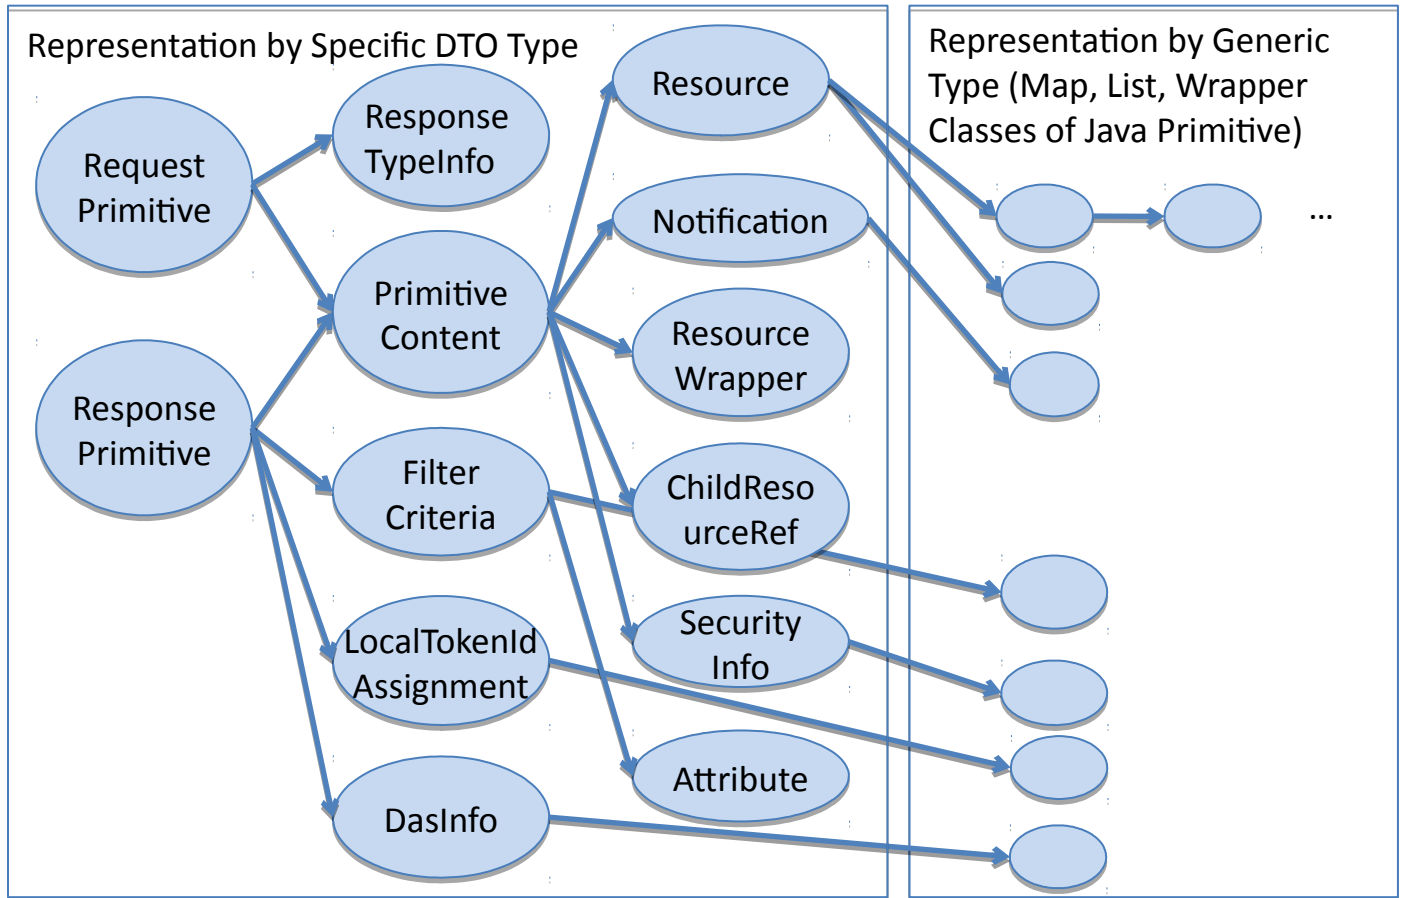 Representation by Specific DTO Type
Request
Primitive
Response
Primitive
Response
TypeInfo
Primitive
Content
Filter
Criteria
LocalTokenId
Assignment
DasInfo
Resource
Notification
Resource
Wrapper
ChildReso
urceRef
Security
Info
Attribute
Representation by Generic
Type (Map, List, Wrapper
Classes of Java Primitive)
...